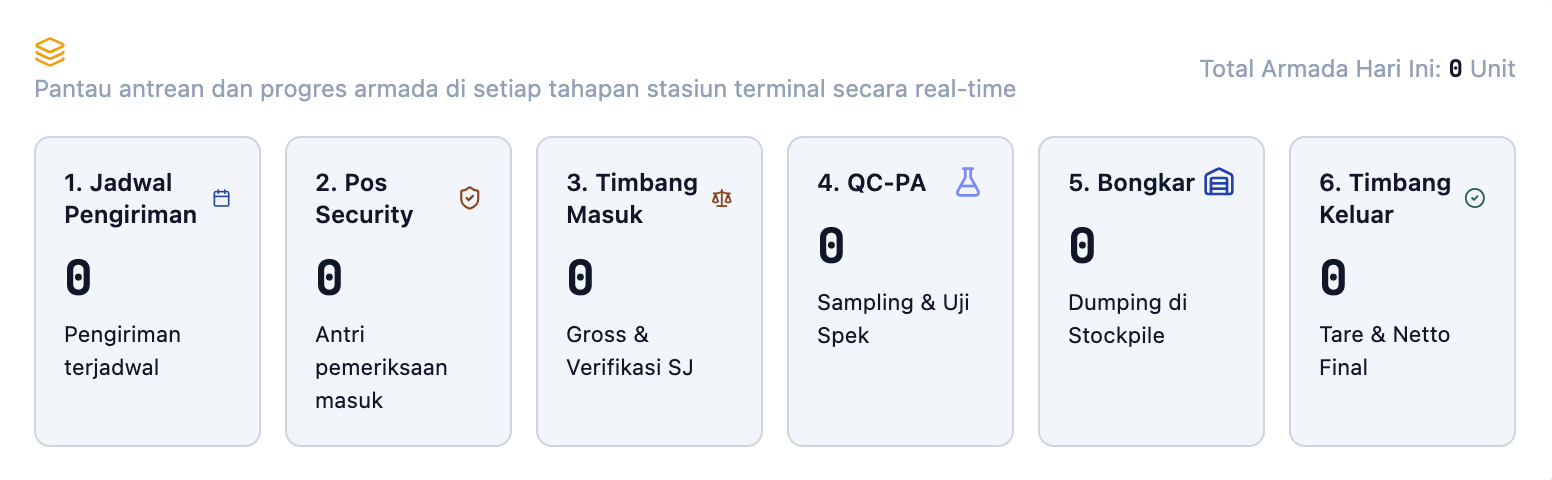 Pantau antrean dan progres armada di setiap tahapan stasiun terminal secara real-time
Total Armada Hari Ini: 0 Unit
1. Jadwal
Pengiriman
0
Pengiriman
terjadwal
2. Pos
Security
0
Antri
pemeriksaan
masuk
3. Timbang
Masuk
0
Gross &
Verifikasi SJ
4. QC-PA
0
Sampling & Uji
Spek
5. Bongkar
0
Dumping di
Stockpile
6. Timbang
Keluar
0
Tare & Netto
Final